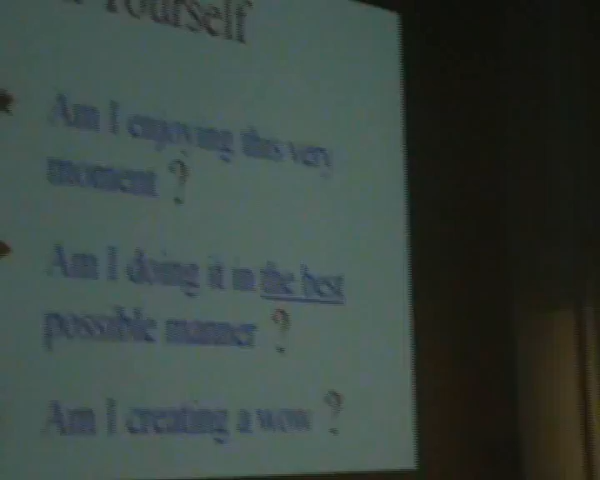 Yourself
Am I enjoying this very
moment ?
Am I doing it in the best
possible manner ?
Am I creating a wow ?